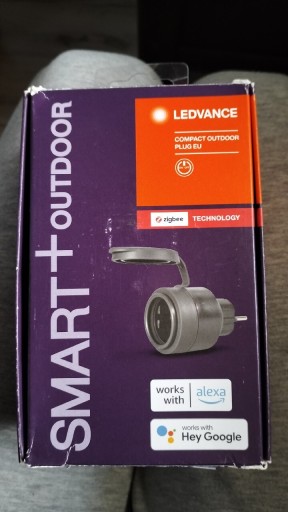 SMART+ OUTDOOR
LEDVANCE
COMPACT OUTDOOR
PLUG EU
zigbee TECHNOLOGY
works
with alexa
works with
Hey Google